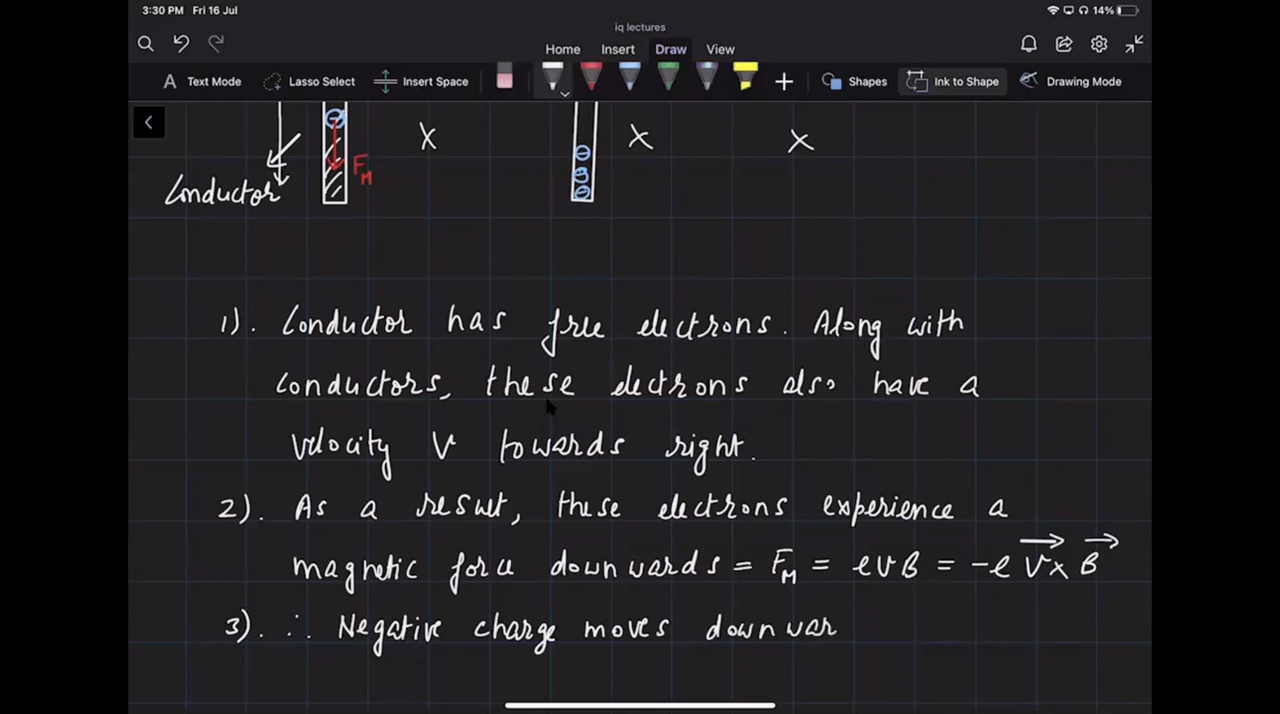 3:30 PM Fri 16 Jul
14%
iq lectures
Home Insert Draw View
Text Mode Lasso Select Insert Space Shapes Ink to Shape Drawing Mode
F_M X X X
Conductor
1). Conductor has free electrons. Along with
conductors, these electrons also have a
velocity V towards right.
2). As a result, these electrons experience a
magnetic force downwards = F_M = eVB = -e V⃗ x B⃗
3). ∴ Negative charge moves downwar